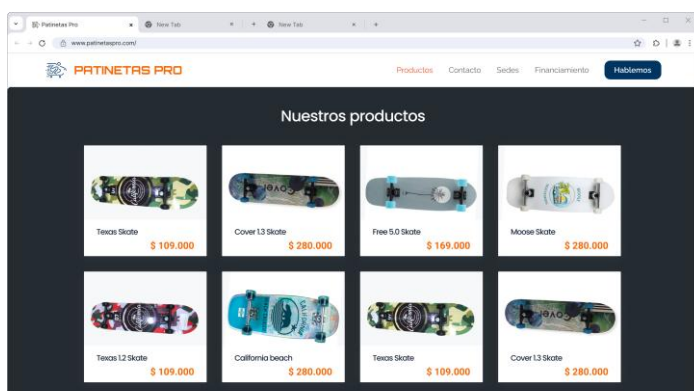 Patinetas Pro
New Tab
New Tab
www.patinetaspro.com/
PATINETAS PRO
Productos Contacto Sedes Financiamiento Hablemos
Nuestros productos
Texas Skate
$ 109.000
Cover 1.3 Skate
$ 280.000
Free 5.0 Skate
$ 169.000
Moose Skate
$ 280.000
Texas 1.2 Skate
$ 109.000
California beach
$ 280.000
Texas Skate
$ 109.000
Cover 1.3 Skate
$ 280.000